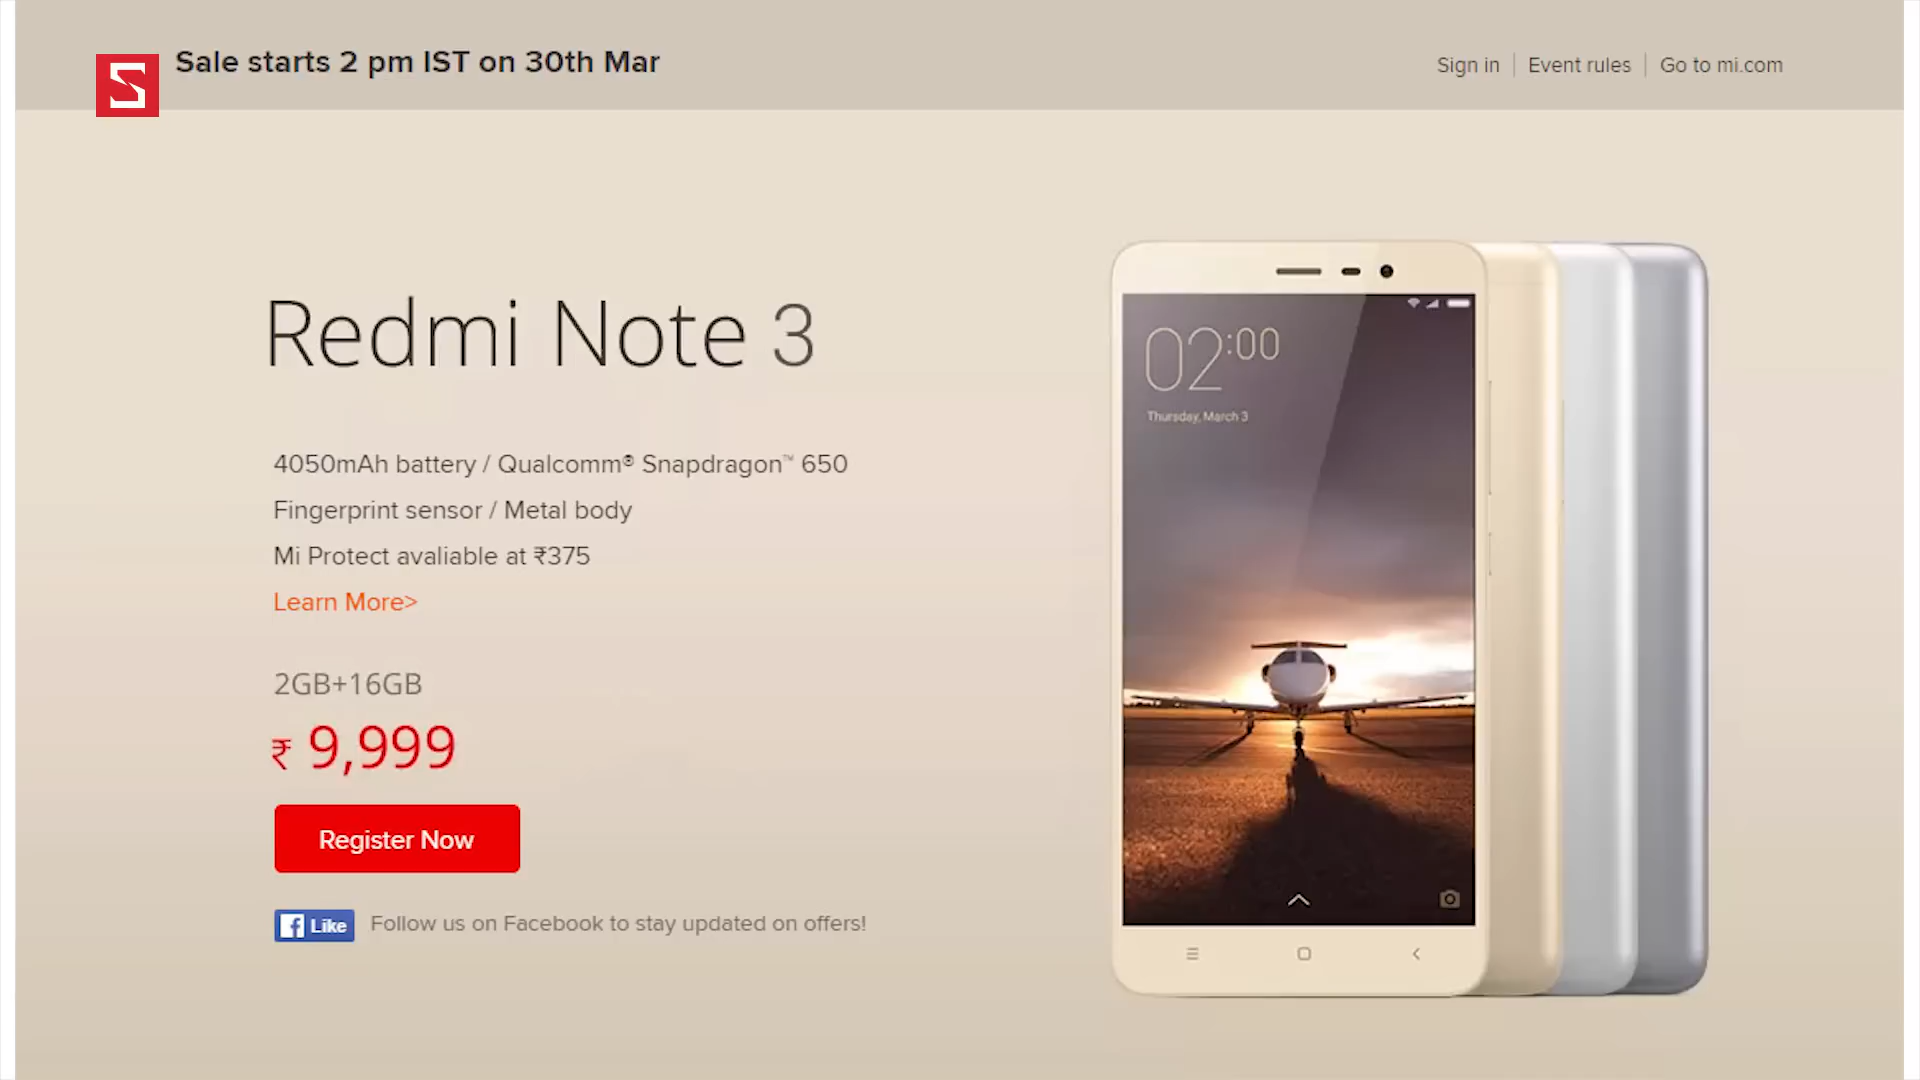 S
Sale starts 2 pm IST on 30th Mar
Sign in | Event rules | Go to mi.com
Redmi Note 3
4050mAh battery / Qualcomm® Snapdragon™ 650
Fingerprint sensor / Metal body
Mi Protect avaliable at ₹375
Learn More>
2GB+16GB
₹ 9,999
Register Now
f Like
Follow us on Facebook to stay updated on offers!
02:00
Thursday, March 3